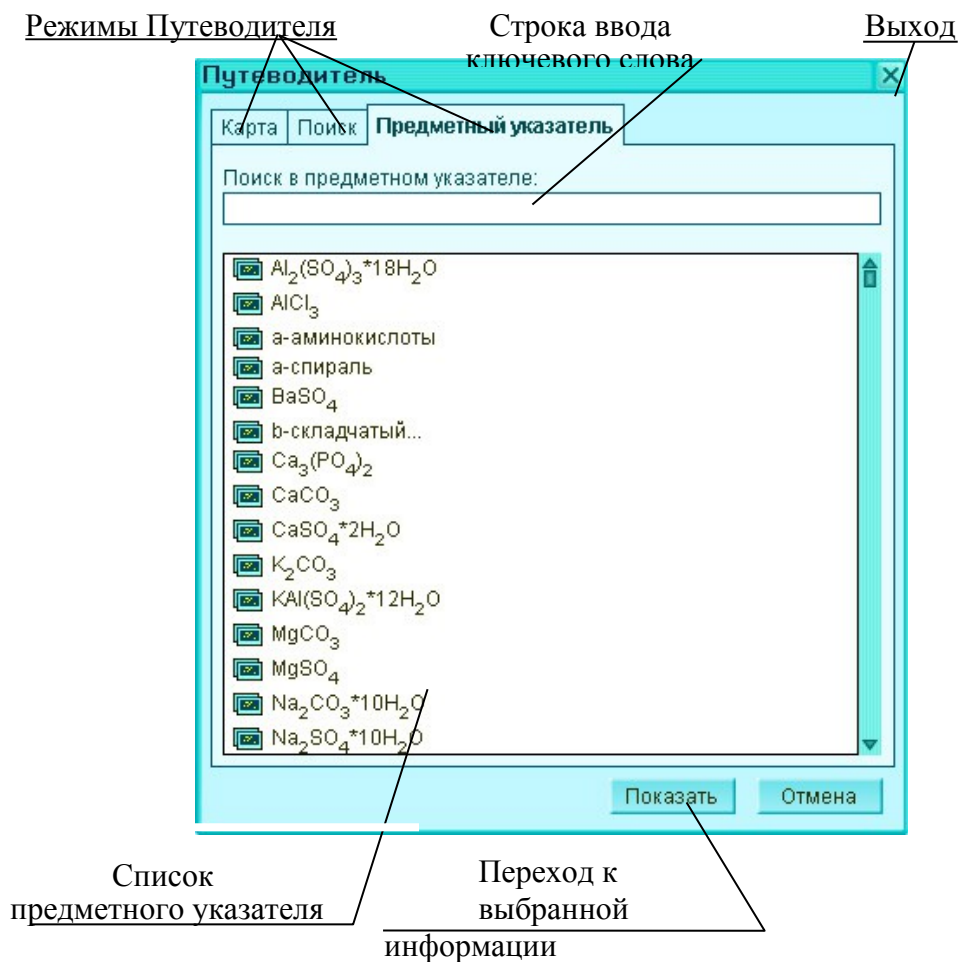 Режимы Путеводителя
Строка ввода
ключевого слова
Выход
Путеводитель
Карта
Поиск
Предметный указатель
Поиск в предметном указателе:
Al₂(SO₄)₃*18H₂O
AlCl₃
a-аминокислоты
a-спираль
BaSO₄
b-складчатый...
Ca₃(PO₄)₂
CaCO₃
CaSO₄*2H₂O
K₂CO₃
KAl(SO₄)₂*12H₂O
MgCO₃
MgSO₄
Na₂CO₃*10H₂O
Na₂SO₄*10H₂O
Показать
Отмена
Список
предметного указателя
Переход к
выбранной
информации